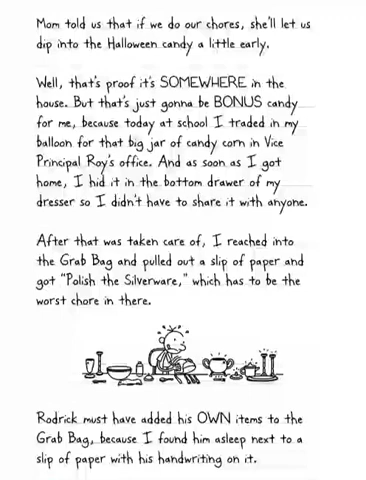 Mom told us that if we do our chores, she'll let us
dip into the Halloween candy a little early.
Well, that's proof it's SOMEWHERE in the
house. But that's just gonna be BONUS candy
for me, because today at school I traded in my
balloon for that big jar of candy corn in Vice
Principal Roy's office. And as soon as I got
home, I hid it in the bottom drawer of my
dresser so I didn't have to share it with anyone.
After that was taken care of, I reached into
the Grab Bag and pulled out a slip of paper and
got "Polish the Silverware," which has to be the
worst chore in there.
Rodrick must have added his OWN items to the
Grab Bag, because I found him asleep next to a
slip of paper with his handwriting on it.